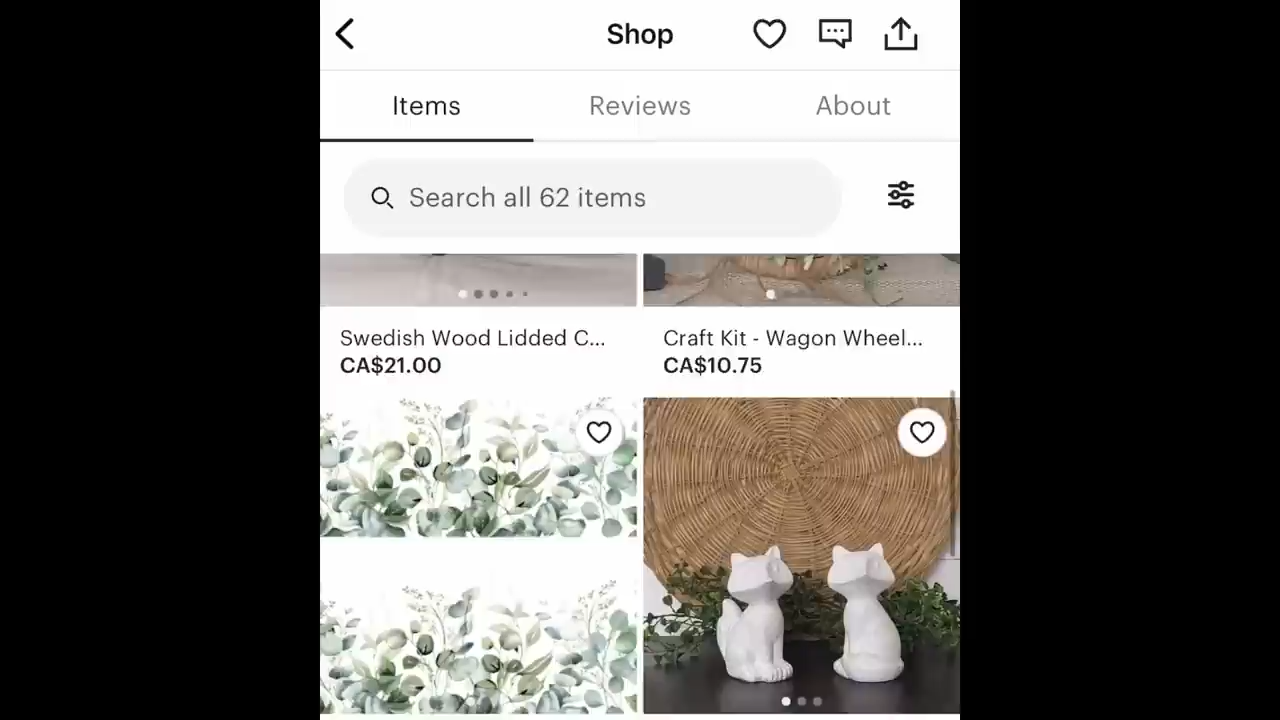 Shop
Items
Reviews
About
Search all 62 items
Swedish Wood Lidded C...
CA$21.00
Craft Kit - Wagon Wheel...
CA$10.75